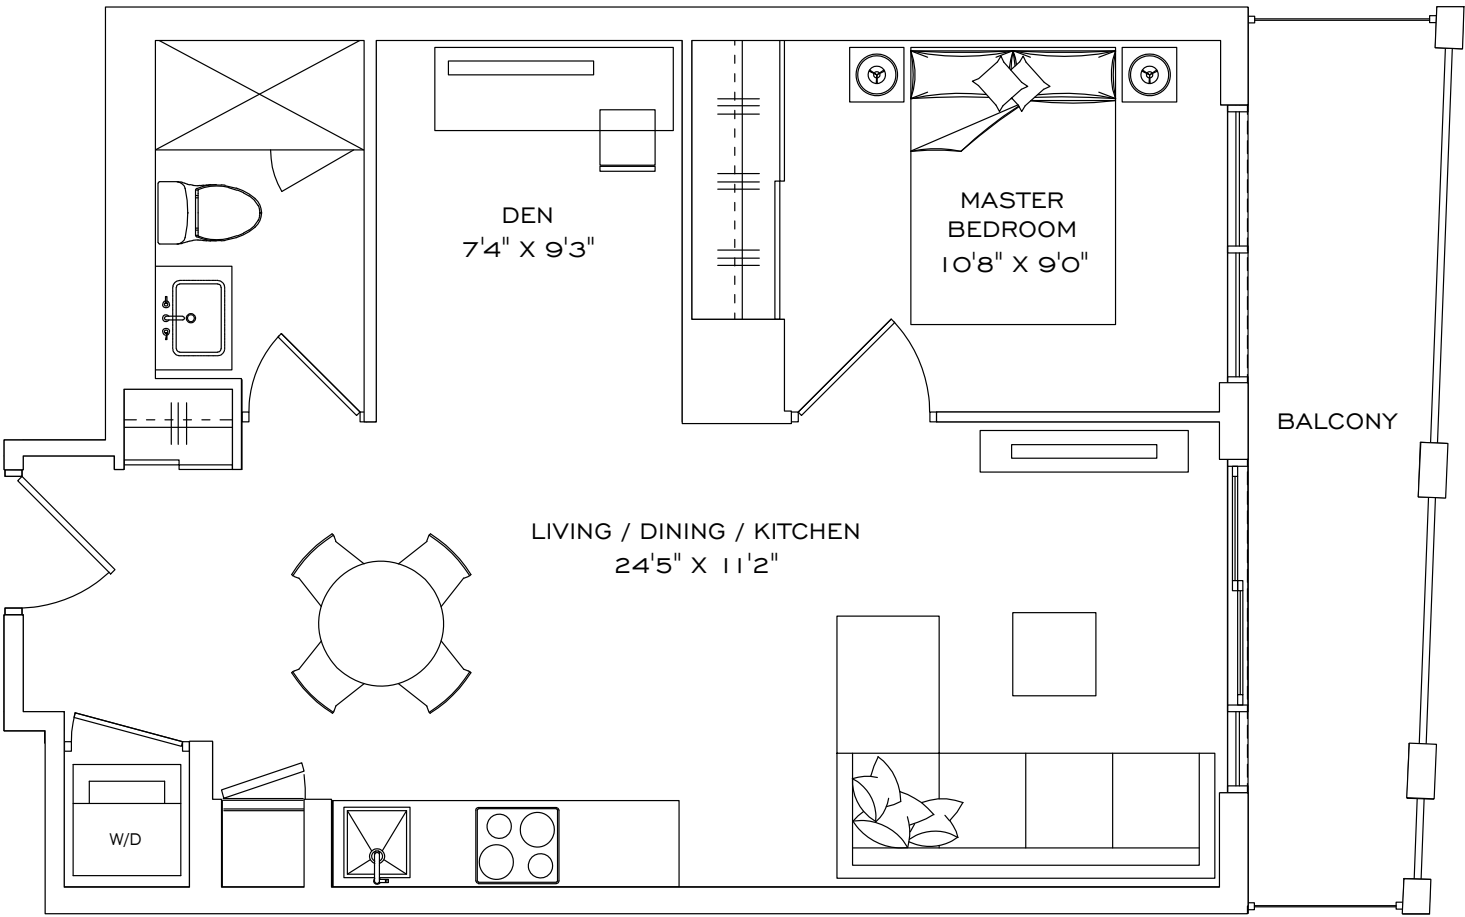 DEN
7'4" X 9'3"
MASTER
BEDROOM
10'8" X 9'0"
BALCONY
LIVING / DINING / KITCHEN
24'5" X 11'2"
W/D